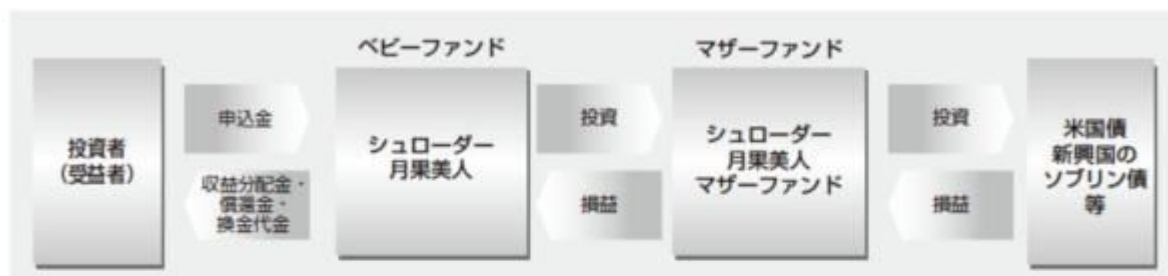 ベビーファンド
マザーファンド
投資者
(受益者)
申込金
収益分配金・
償還金・
換金代金
シュローダー
月果美人
投資
損益
シュローダー
月果美人
マザーファンド
投資
損益
米国債
新興国の
ソブリン債
等